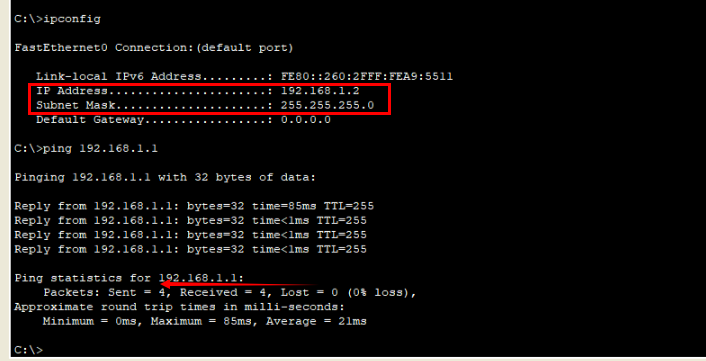 C:\>ipconfig
FastEthernet0 Connection:(default port)
Link-local IPv6 Address.........: FE80::260:2FFF:FEA9:5511
IP Address......................: 192.168.1.2
Subnet Mask.....................: 255.255.255.0
Default Gateway.................: 0.0.0.0
C:\>ping 192.168.1.1
Pinging 192.168.1.1 with 32 bytes of data:
Reply from 192.168.1.1: bytes=32 time=85ms TTL=255
Reply from 192.168.1.1: bytes=32 time<1ms TTL=255
Reply from 192.168.1.1: bytes=32 time<1ms TTL=255
Reply from 192.168.1.1: bytes=32 time<1ms TTL=255
Ping statistics for 192.168.1.1:
Packets: Sent = 4, Received = 4, Lost = 0 (0% loss),
Approximate round trip times in milli-seconds:
Minimum = 0ms, Maximum = 85ms, Average = 21ms
C:\>